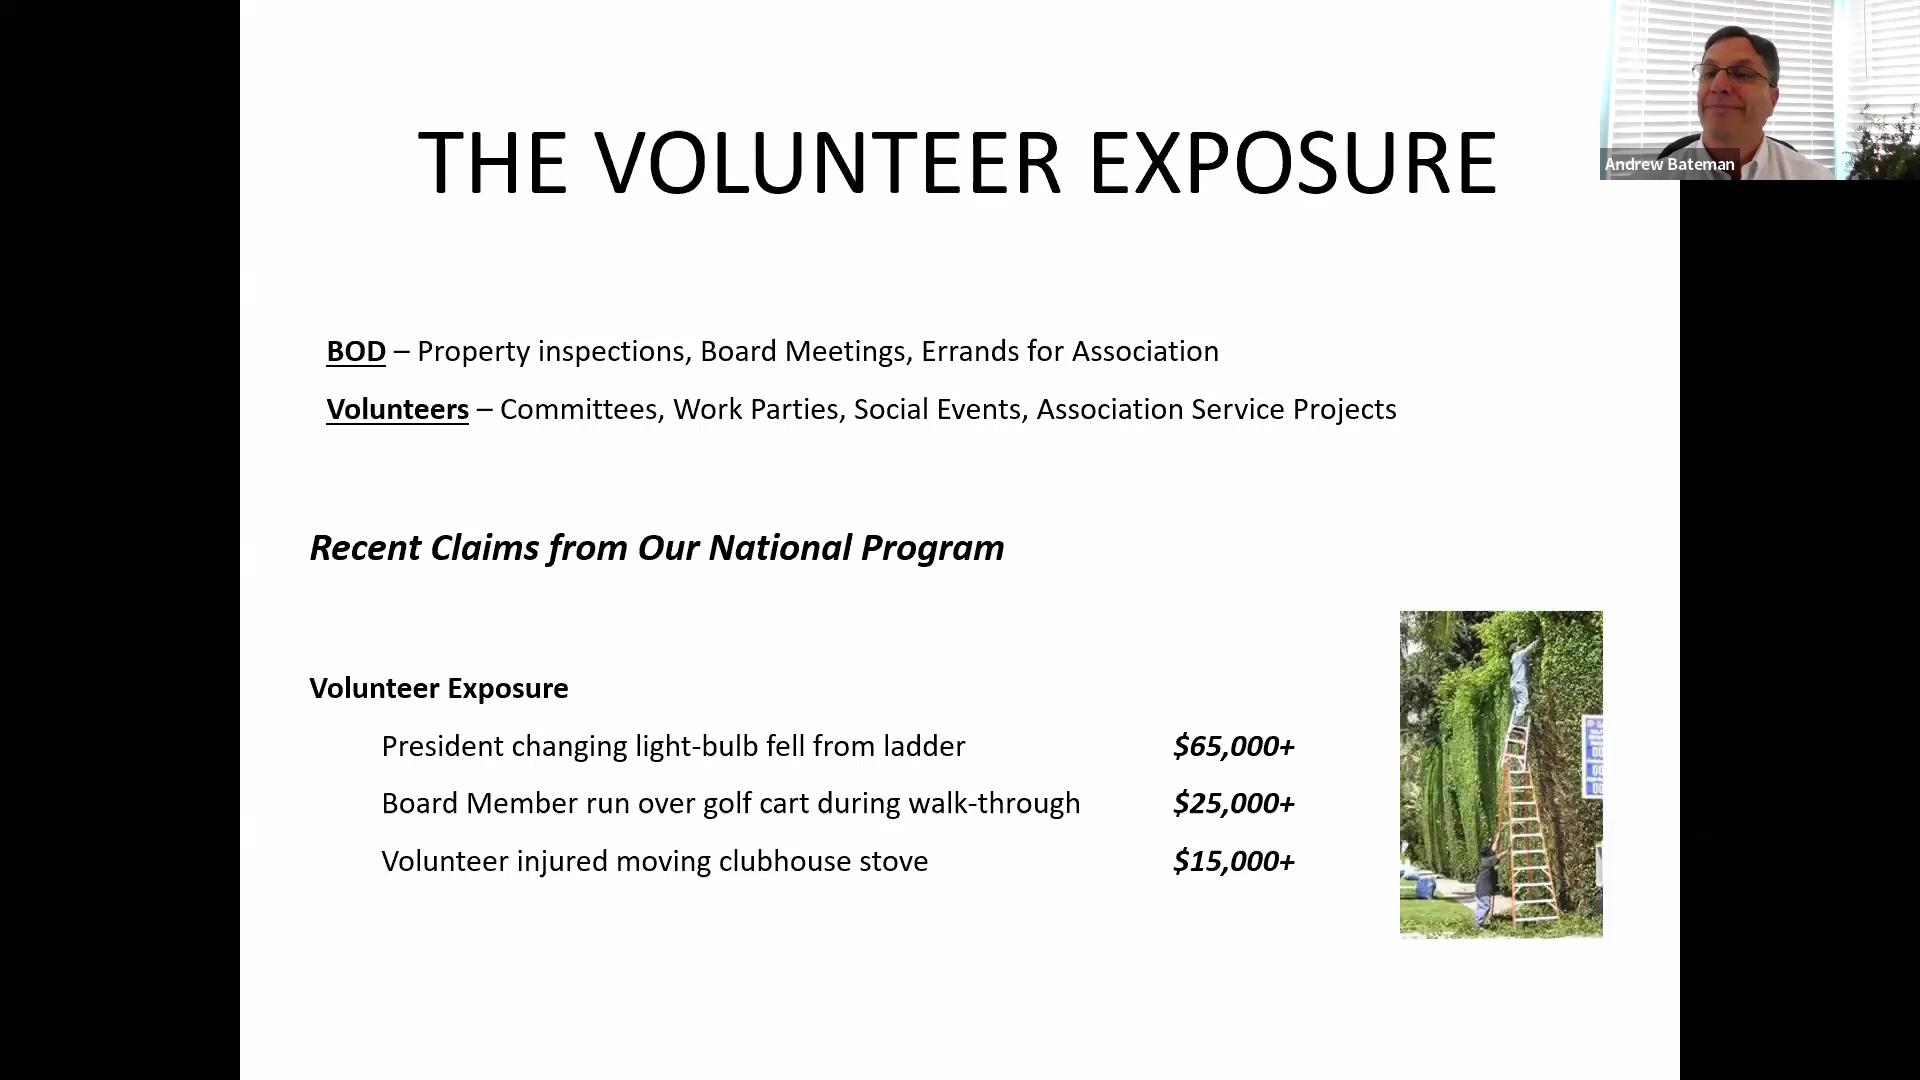 THE VOLUNTEER EXPOSURE
Andrew Bateman
BOD – Property inspections, Board Meetings, Errands for Association
Volunteers – Committees, Work Parties, Social Events, Association Service Projects
Recent Claims from Our National Program
Volunteer Exposure
President changing light-bulb fell from ladder $65,000+
Board Member run over golf cart during walk-through $25,000+
Volunteer injured moving clubhouse stove $15,000+